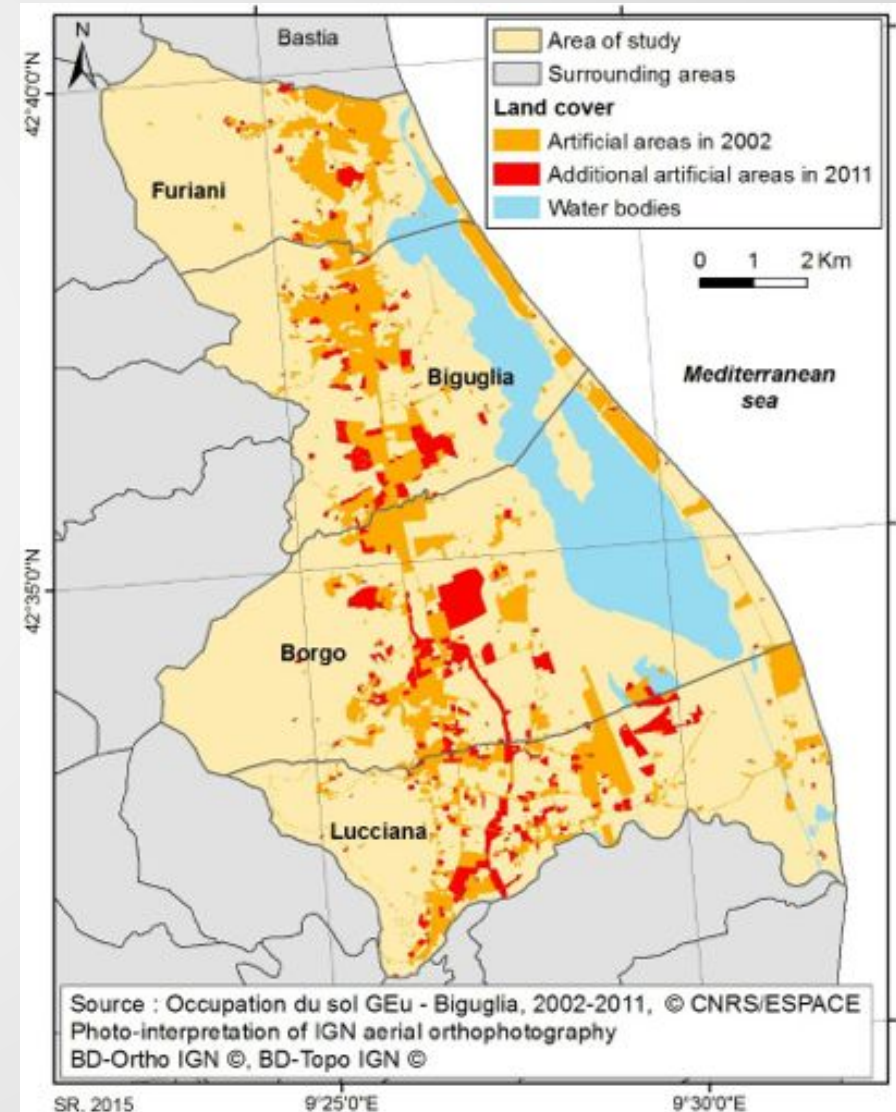 N
Bastia
Area of study
Surrounding areas
Land cover
Artificial areas in 2002
Additional artificial areas in 2011
Water bodies
42°40'0"N
Furiani
0 1 2 Km
Biguglia
Mediterranean
sea
42°35'0"N
Borgo
Lucciana
Source : Occupation du sol GEu - Biguglia, 2002-2011, © CNRS/ESPACE
Photo-interpretation of IGN aerial orthophotography
BD-Ortho IGN ©, BD-Topo IGN ©
SR, 2015
9°25'0"E
9°30'0"E